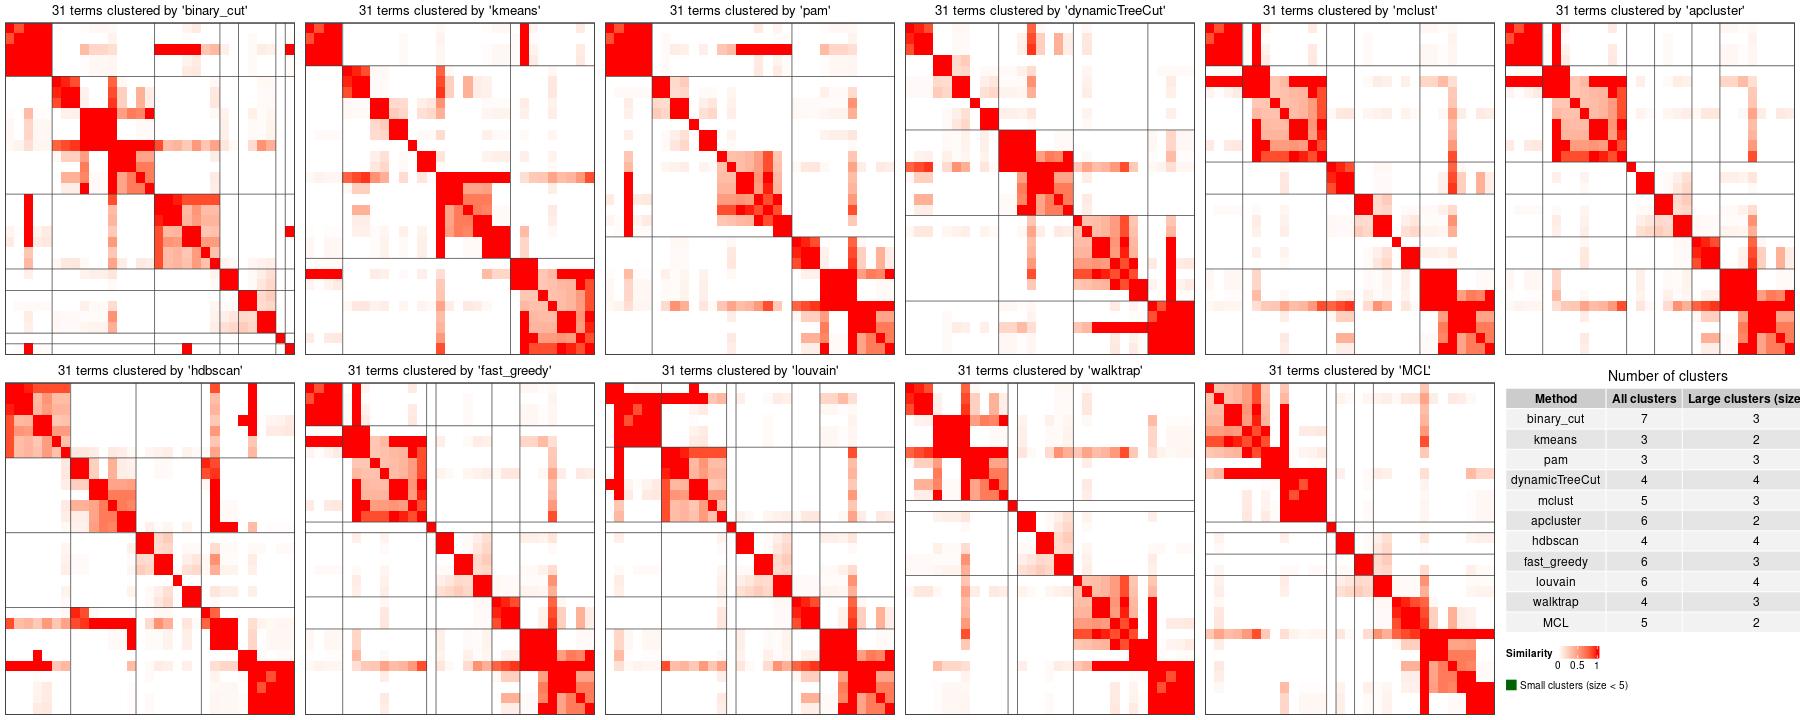 31 terms clustered by 'binary_cut'
31 terms clustered by 'kmeans'
31 terms clustered by 'pam'
31 terms clustered by 'dynamicTreeCut'
31 terms clustered by 'mclust'
31 terms clustered by 'apcluster'
31 terms clustered by 'hdbscan'
31 terms clustered by 'fast_greedy'
31 terms clustered by 'louvain'
31 terms clustered by 'walktrap'
31 terms clustered by 'MCL'
Number of clusters
Method All clusters Large clusters (size
binary_cut 7 3
kmeans 3 2
pam 3 3
dynamicTreeCut 4 4
mclust 5 3
apcluster 6 2
hdbscan 4 4
fast_greedy 6 3
louvain 6 4
walktrap 4 3
MCL 5 2
Similarity
0 0.5 1
Small clusters (size < 5)